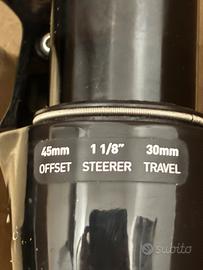 45mm 1 1/8” 30mm
OFFSET STEERER TRAVEL
subito